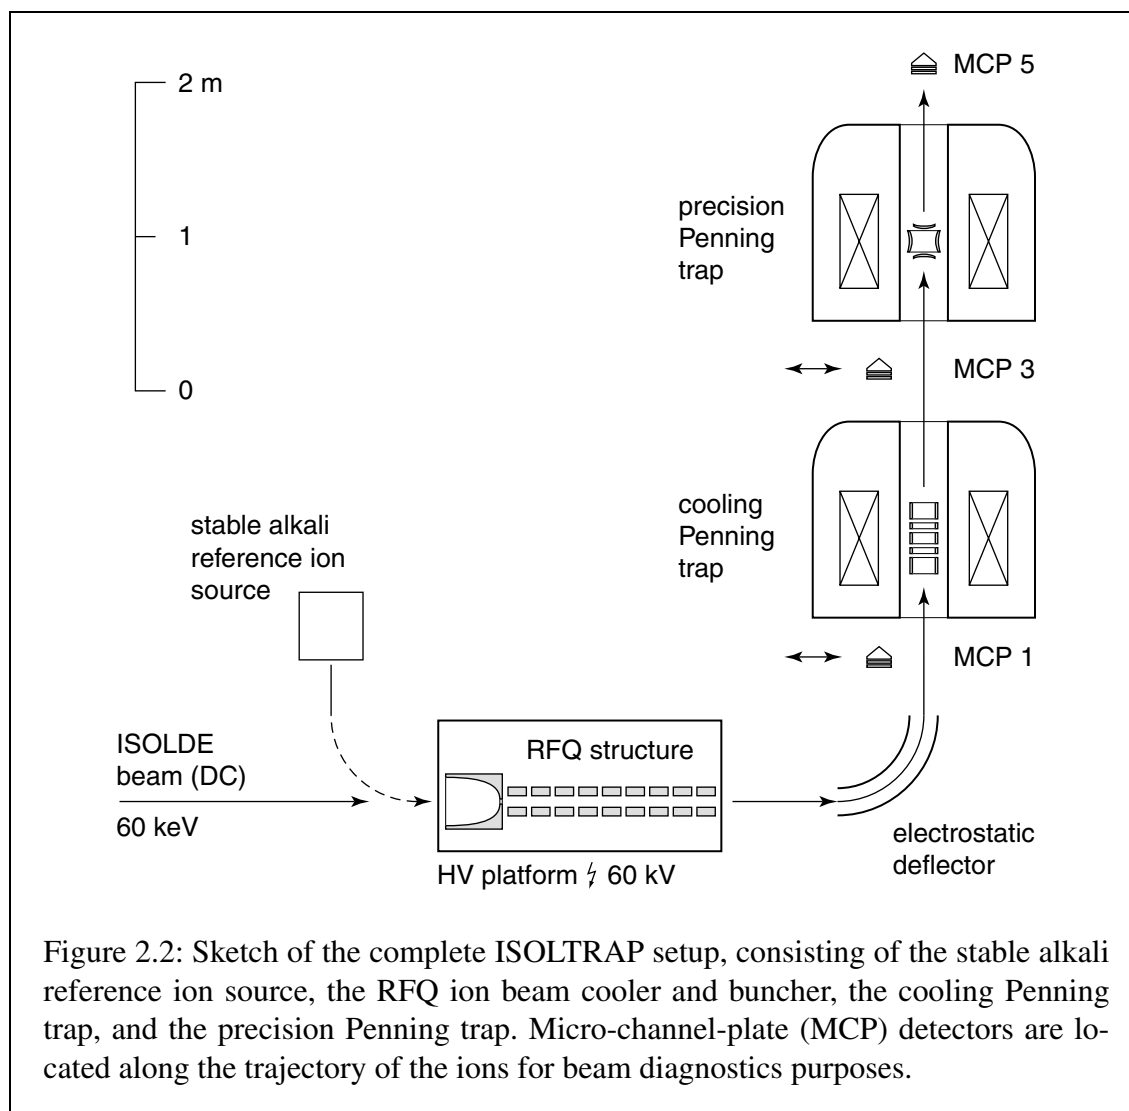 2 m
1
0
MCP 5
precision
Penning
trap
MCP 3
cooling
Penning
trap
MCP 1
stable alkali
reference ion
source
ISOLDE
beam (DC)
60 keV
RFQ structure
HV platform 60 kV
electrostatic
deflector
Figure 2.2: Sketch of the complete ISOLTRAP setup, consisting of the stable alkali
reference ion source, the RFQ ion beam cooler and buncher, the cooling Penning
trap, and the precision Penning trap. Micro-channel-plate (MCP) detectors are lo-
cated along the trajectory of the ions for beam diagnostics purposes.